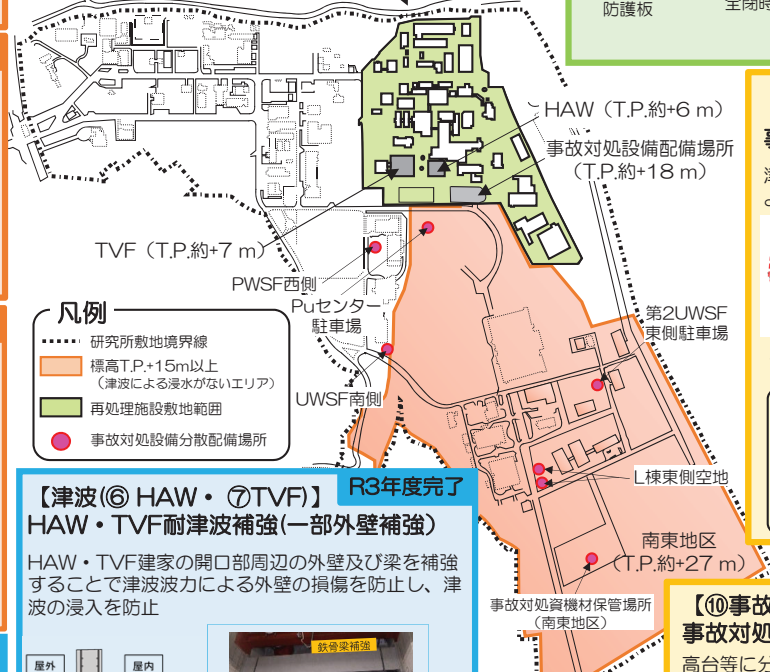 防護板
全閉時
HAW（T.P.約+6 m）
事故対処設備配備場所
（T.P.約+18 m）
TVF（T.P.約+7 m）
PWSF西側
Puセンター
駐車場
第2UWSF
東側駐車場
UWSF南側
凡例
研究所敷地境界線
標高T.P.+15m以上
（津波による浸水がないエリア）
再処理施設敷地範囲
事故対処設備分散配備場所
L棟東側空地
南東地区
（T.P.約+27 m）
事故対処資機材保管場所
（南東地区）
【津波(⑥ HAW・ ⑦TVF)】
R3年度完了
HAW・TVF耐津波補強(一部外壁補強)
HAW・TVF建家の開口部周辺の外壁及び梁を補強
することで津波波力による外壁の損傷を防止し、津
波の浸入を防止
屋外
屋内
鉄骨梁補強
【⑩事故
事故対処
高台等に分